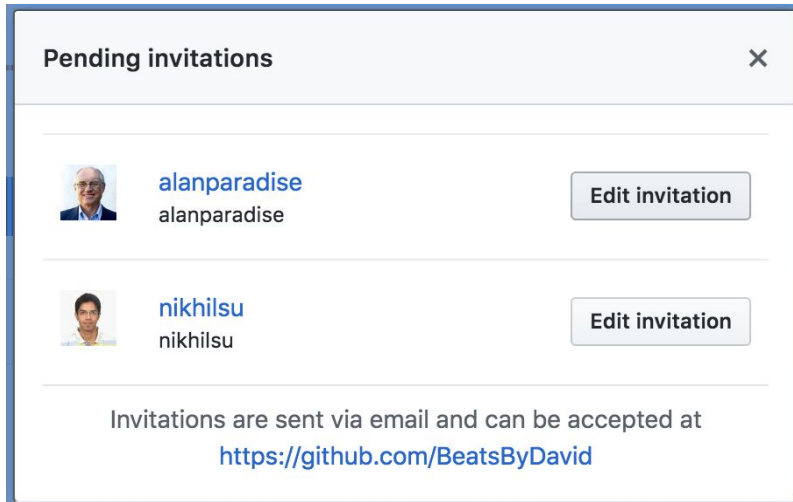 Pending invitations
alanparadise
alanparadise
Edit invitation
nikhilsu
nikhilsu
Edit invitation
Invitations are sent via email and can be accepted at
https://github.com/BeatsByDavid